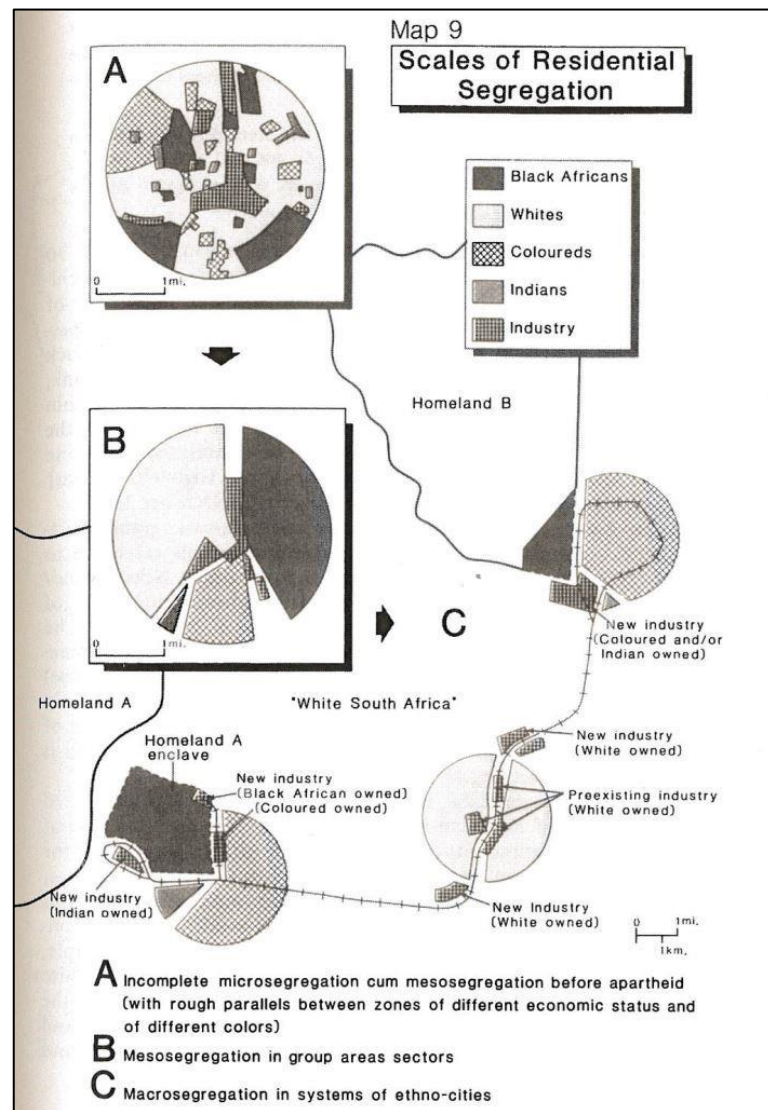 Map 9
Scales of Residential
Segregation
A
0
1mi.
Black Africans
Whites
Coloureds
Indians
Industry
Homeland B
B
0
1mi.
C
New industry
(Coloured and/or
Indian owned)
Homeland A
"White South Africa"
Homeland A
enclave
New industry
(White owned)
New industry
(Black African owned)
(Coloured owned)
Preexisting industry
(White owned)
New industry
(Indian owned)
New Industry
(White owned)
0 1mi.
1km.
A Incomplete microsegregation cum mesosegregation before apartheid
(with rough parallels between zones of different economic status and
of different colors)
B Mesosegregation in group areas sectors
C Macrosegregation in systems of ethno-cities